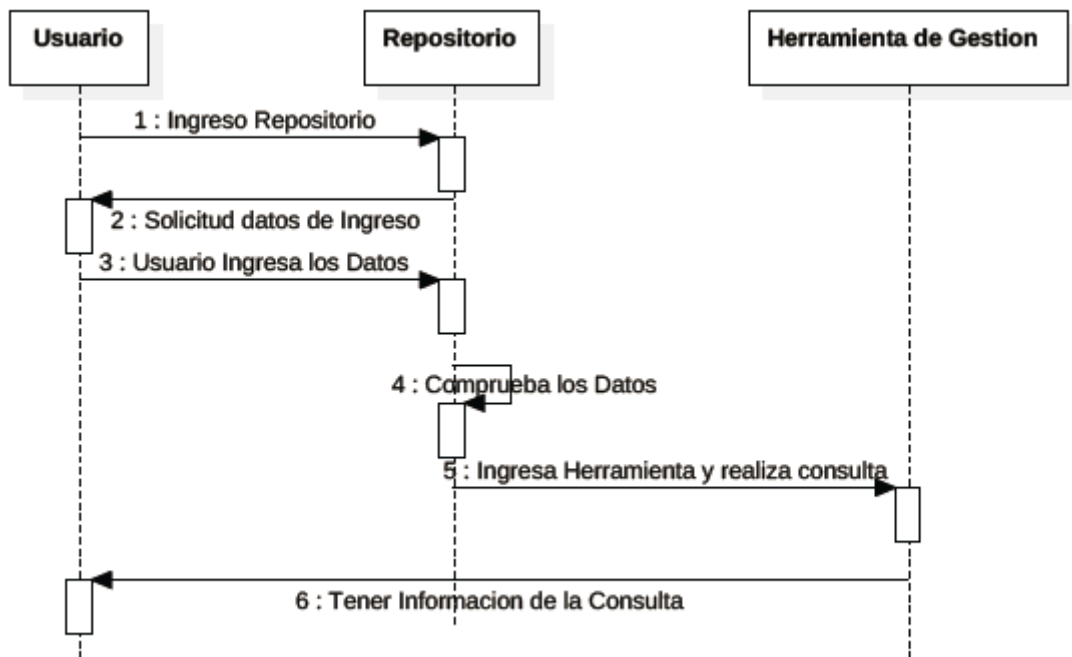 Usuario
Repositorio
Herramienta de Gestion
1 : Ingreso Repositorio
2 : Solicitud datos de Ingreso
3 : Usuario Ingresa los Datos
4 : Comprueba los Datos
5 : Ingresa Herramienta y realiza consulta
6 : Tener Informacion de la Consulta